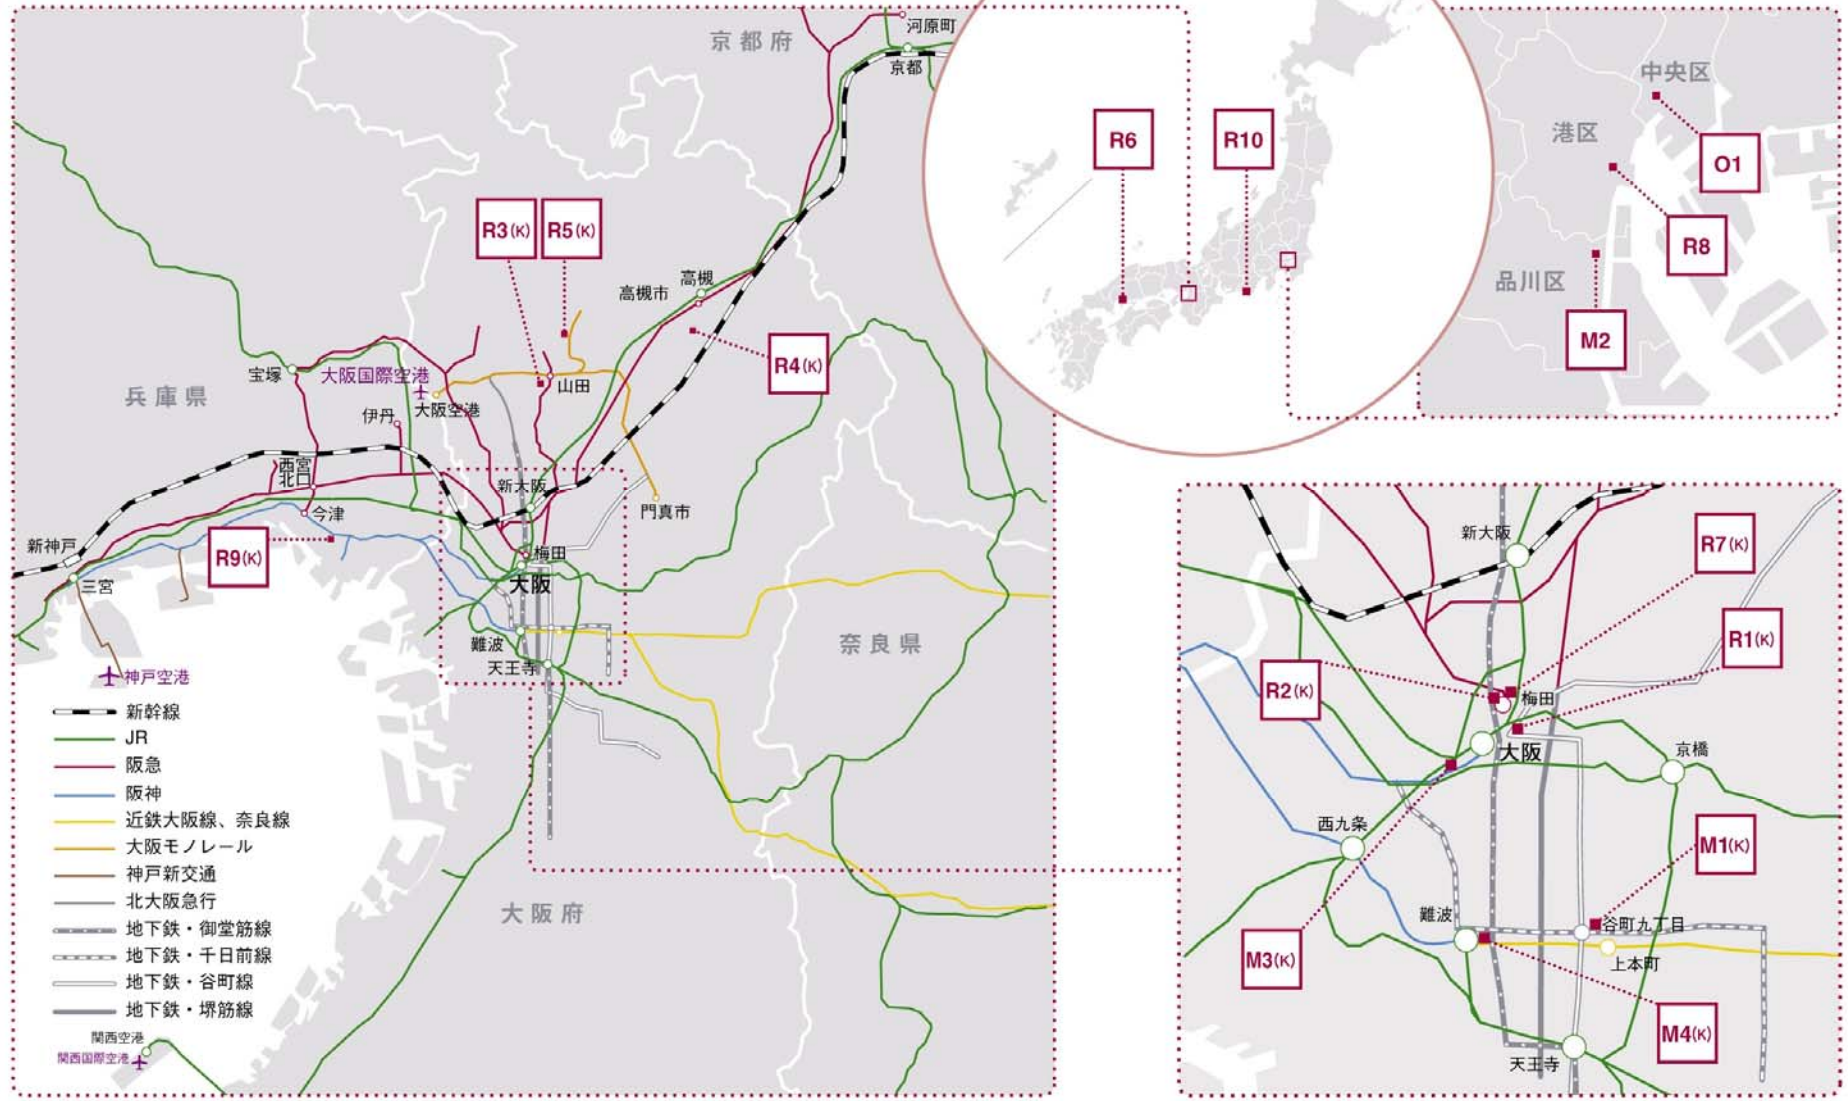 京都府
河原町
京都
R3(K)
R5(K)
高槻
高槻市
R4(K)
兵庫県
宝塚
大阪国際空港
大阪空港
山田
伊丹
西宮
北口
今津
新大阪
門真市
新神戸
R9(K)
三宮
梅田
大阪
難波
天王寺
奈良県
神戸空港
新幹線
JR
阪急
阪神
近鉄大阪線、奈良線
大阪モノレール
神戸新交通
北大阪急行
地下鉄・御堂筋線
地下鉄・千日前線
地下鉄・谷町線
地下鉄・堺筋線
大阪府
関西空港
関西国際空港
R6
R10
中央区
港区
O1
R8
品川区
M2
新大阪
R7(K)
R1(K)
R2(K)
梅田
大阪
京橋
西九条
M1(K)
難波
谷町九丁目
上本町
M3(K)
M4(K)
天王寺